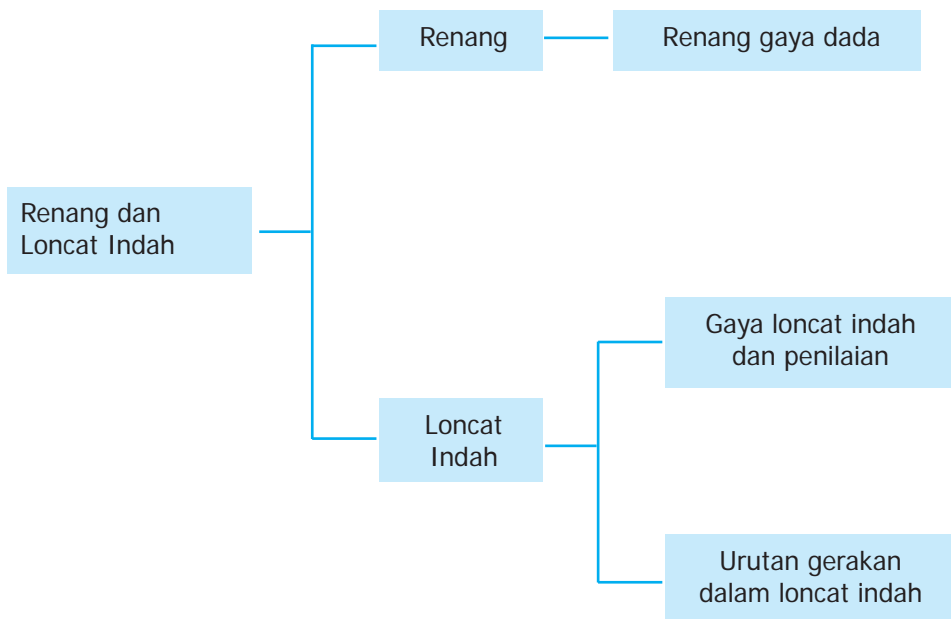 Renang
Renang gaya dada
Renang dan
Loncat Indah
Gaya loncat indah
dan penilaian
Loncat
Indah
Urutan gerakan
dalam loncat indah